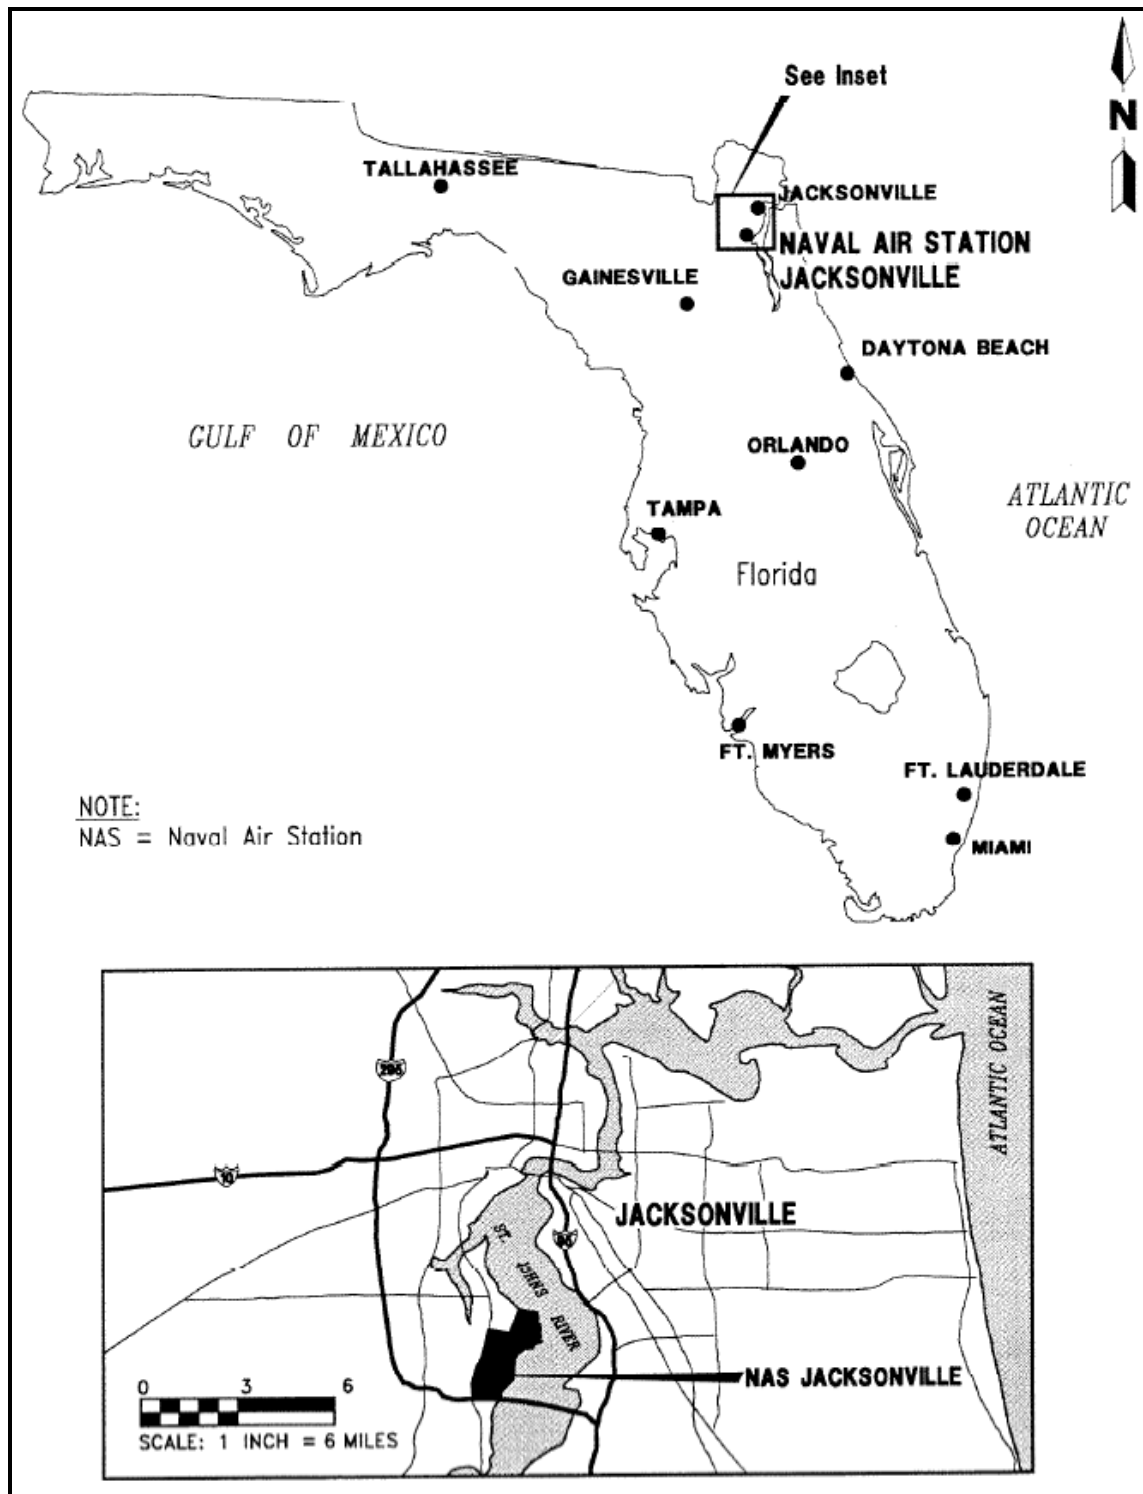 See Inset
N
TALLAHASSEE
JACKSONVILLE
NAVAL AIR STATION
JACKSONVILLE
GAINESVILLE
DAYTONA BEACH
GULF OF MEXICO
ORLANDO
ATLANTIC
OCEAN
TAMPA
Florida
FT. MYERS
FT. LAUDERDALE
MIAMI
NOTE:
NAS = Naval Air Station
ATLANTIC OCEAN
295
10
JACKSONVILLE
95
ST. JOHNS RIVER
NAS JACKSONVILLE
0 3 6
SCALE: 1 INCH = 6 MILES